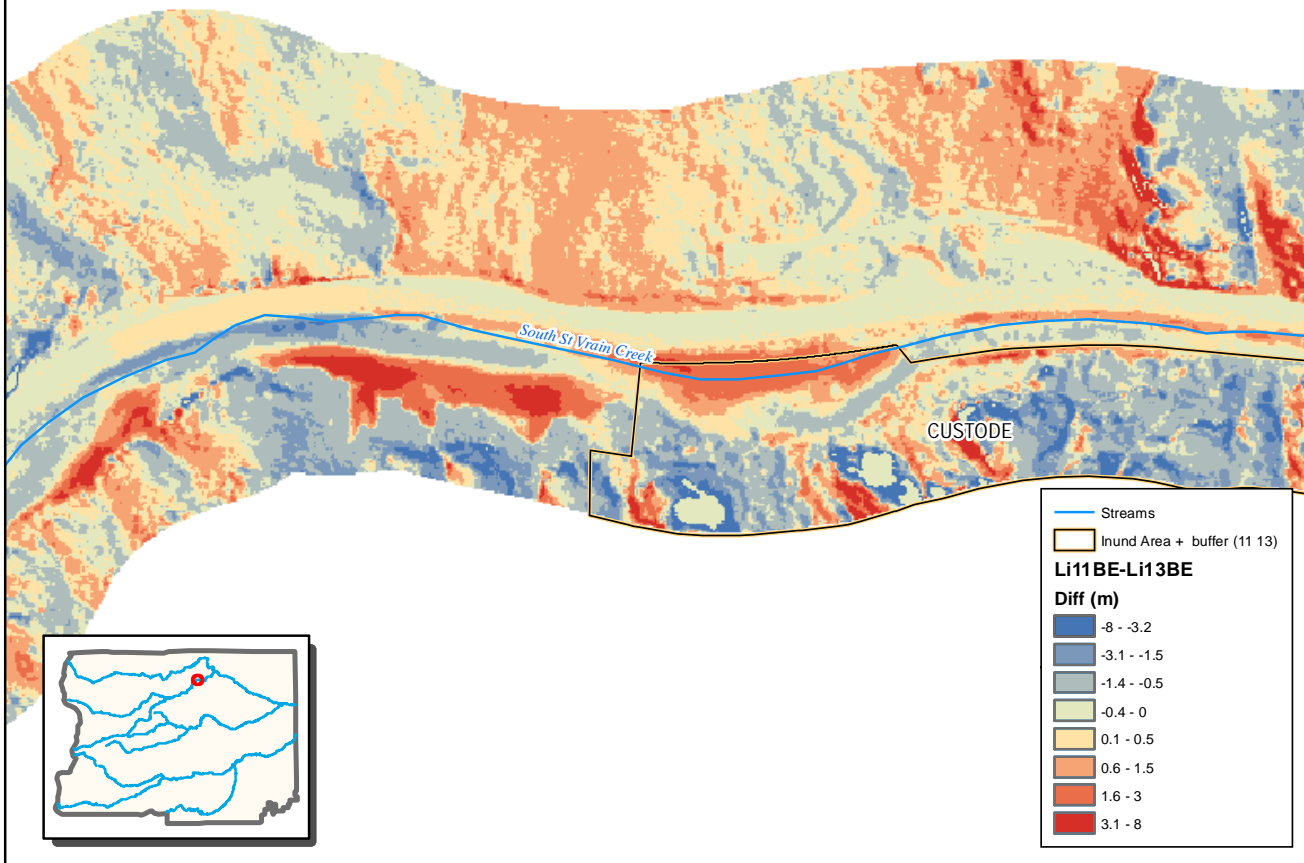 South St Vrain Creek
CUSTODE
Streams
Inund Area + buffer (11 13)
Li11BE-Li13BE
Diff (m)
-8 - -3.2
-3.1 - -1.5
-1.4 - -0.5
-0.4 - 0
0.1 - 0.5
0.6 - 1.5
1.6 - 3
3.1 - 8